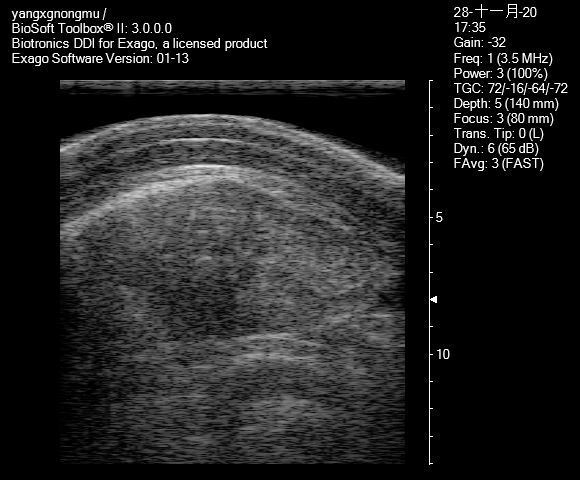 yangxgnongmu /
BioSoft Toolbox® II: 3.0.0.0
Biotronics DDI for Exago, a licensed product
Exago Software Version: 01-13
28-十一月-20
17:35
Gain: -32
Freq: 1 (3.5 MHz)
Power: 3 (100%)
TGC: 72/-16/-64/-72
Depth: 5 (140 mm)
Focus: 3 (80 mm)
Trans. Tip: 0 (L)
Dyn.: 6 (65 dB)
FAvg: 3 (FAST)
5
10